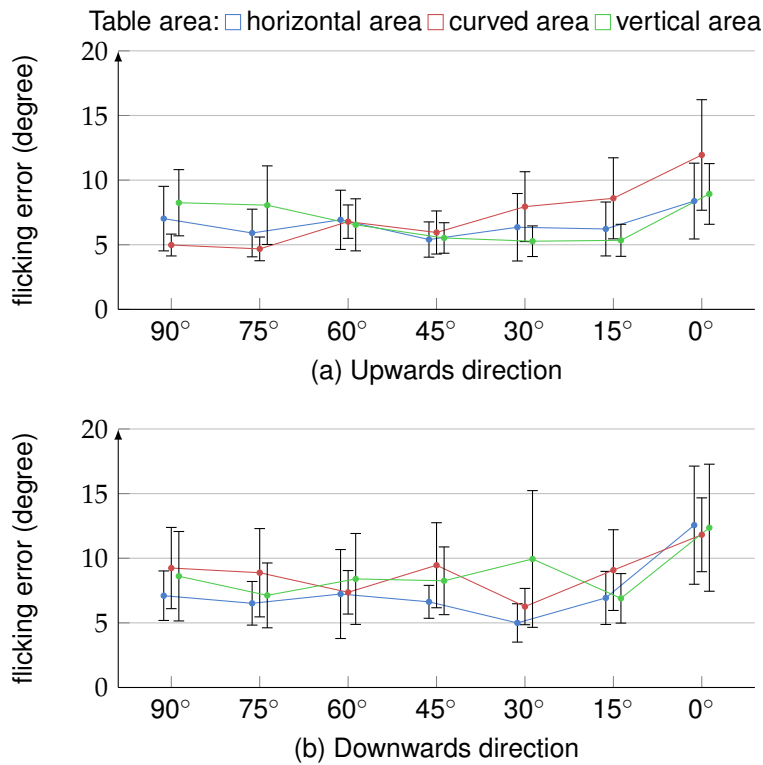 Table area: horizontal area curved area vertical area
flicking error (degree)
20
15
10
5
0
90° 75° 60° 45° 30° 15° 0°
(a) Upwards direction
flicking error (degree)
20
15
10
5
0
90° 75° 60° 45° 30° 15° 0°
(b) Downwards direction